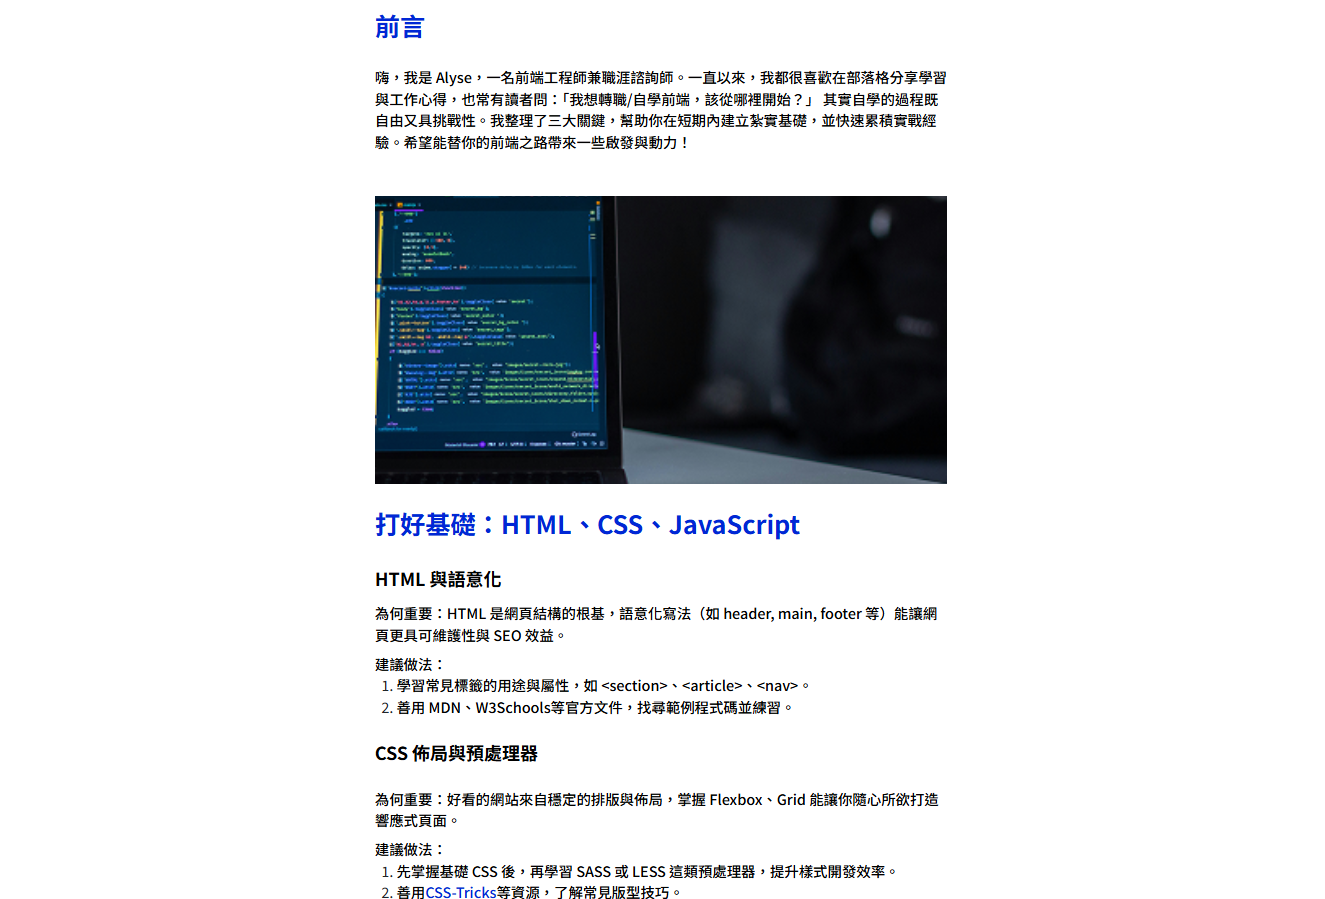 前言
嗨，我是 Alyse，一名前端工程師兼職涯諮詢師。一直以來，我都很喜歡在部落格分享學習
與工作心得，也常有讀者問：「我想轉職/自學前端，該從哪裡開始？」 其實自學的過程既
自由又具挑戰性。我整理了三大關鍵，幫助你在短期內建立紮實基礎，並快速累積實戰經
驗。希望能替你的前端之路帶來一些啟發與動力！
打好基礎：HTML、CSS、JavaScript
HTML 與語意化
為何重要：HTML 是網頁結構的根基，語意化寫法（如 header, main, footer 等）能讓網
頁更具可維護性與 SEO 效益。
建議做法：
1. 學習常見標籤的用途與屬性，如 <section>、<article>、<nav>。
2. 善用 MDN、W3Schools等官方文件，找尋範例程式碼並練習。
CSS 佈局與預處理器
為何重要：好看的網站來自穩定的排版與佈局，掌握 Flexbox、Grid 能讓你隨心所欲打造
響應式頁面。
建議做法：
1. 先掌握基礎 CSS 後，再學習 SASS 或 LESS 這類預處理器，提升樣式開發效率。
2. 善用CSS-Tricks等資源，了解常見版型技巧。